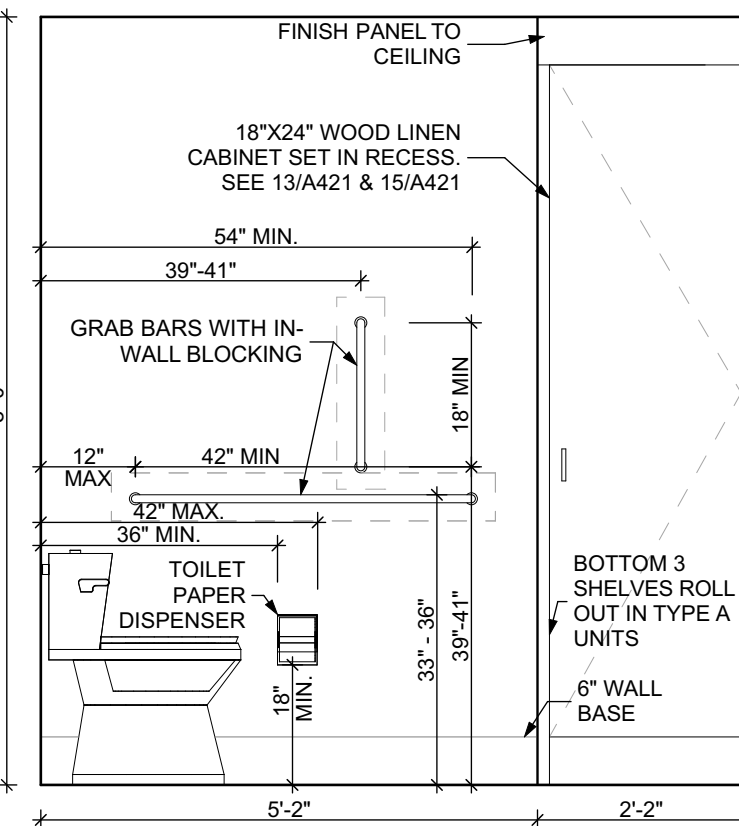 FINISH PANEL TO
CEILING
18"X24" WOOD LINEN
CABINET SET IN RECESS.
SEE 13/A421 & 15/A421
54" MIN.
39"-41"
GRAB BARS WITH IN-
WALL BLOCKING
18" MIN
12"
MAX
42" MIN
42" MAX.
36" MIN.
TOILET
PAPER
DISPENSER
18"
MIN.
33" - 36"
39"-41"
BOTTOM 3
SHELVES ROLL
OUT IN TYPE A
UNITS
6" WALL
BASE
5'-2"
2'-2"